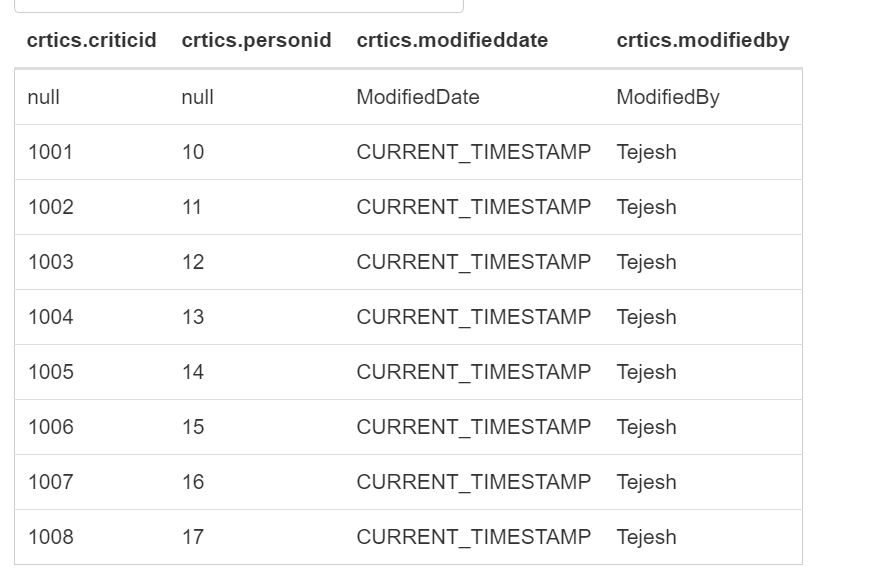 crtics.criticid crtics.personid crtics.modifieddate crtics.modifiedby
null null ModifiedDate ModifiedBy
1001 10 CURRENT_TIMESTAMP Tejesh
1002 11 CURRENT_TIMESTAMP Tejesh
1003 12 CURRENT_TIMESTAMP Tejesh
1004 13 CURRENT_TIMESTAMP Tejesh
1005 14 CURRENT_TIMESTAMP Tejesh
1006 15 CURRENT_TIMESTAMP Tejesh
1007 16 CURRENT_TIMESTAMP Tejesh
1008 17 CURRENT_TIMESTAMP Tejesh